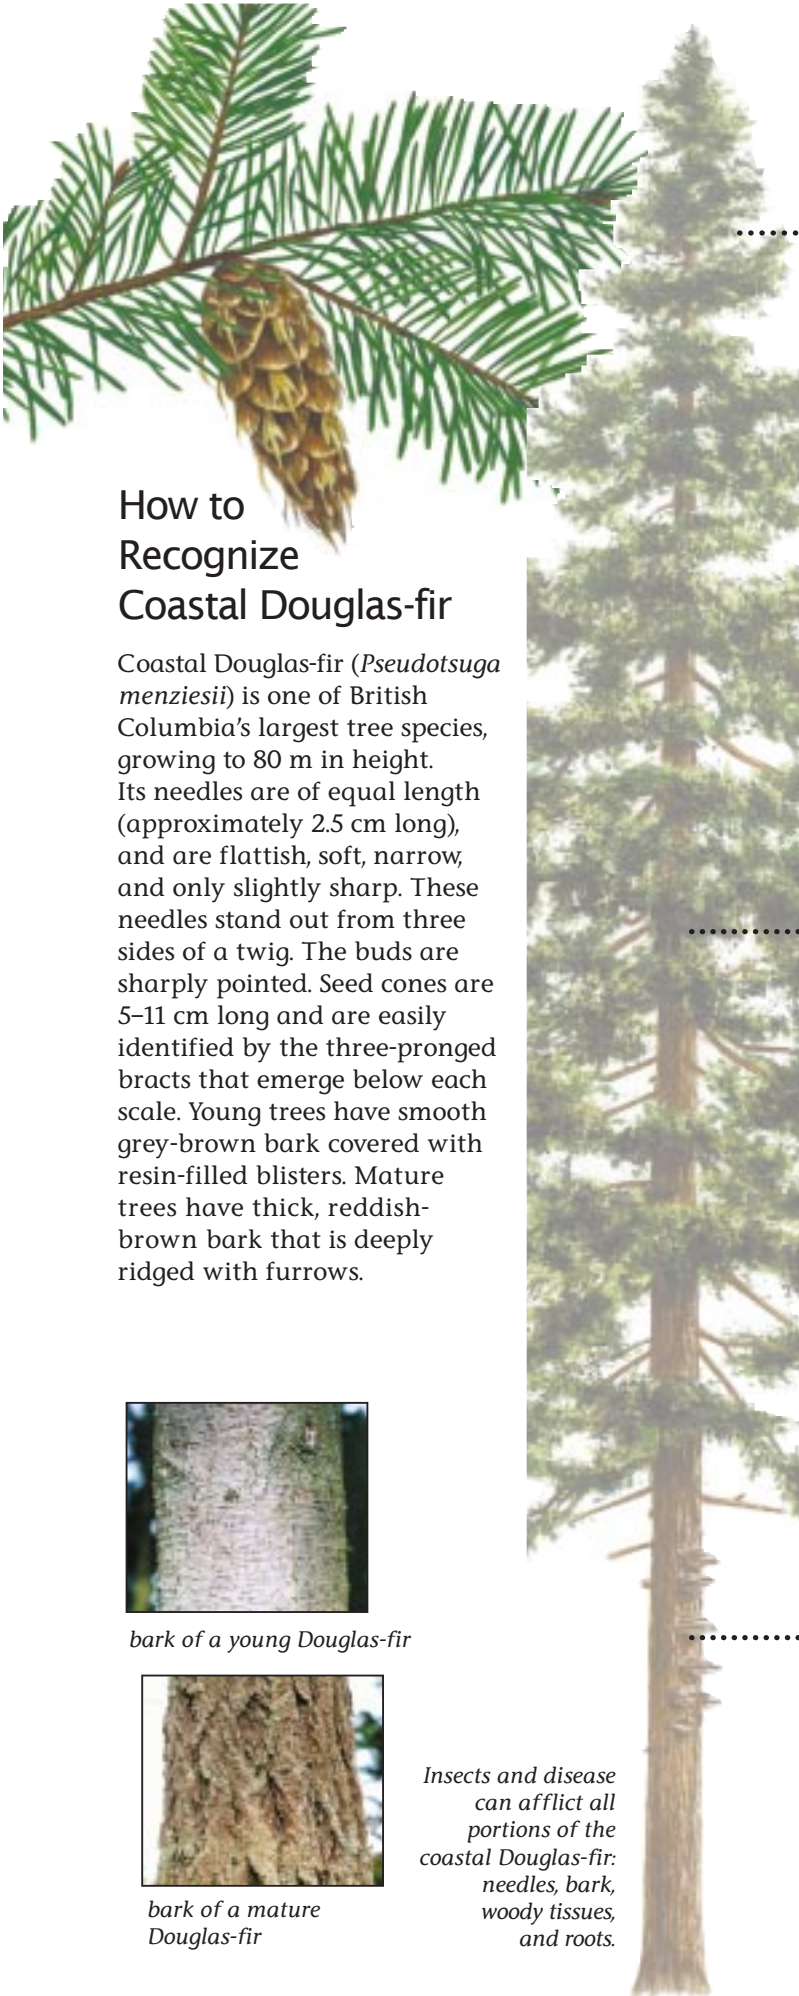 How to
Recognize
Coastal Douglas-fir
Coastal Douglas-fir (Pseudotsuga
menziesii) is one of British
Columbia’s largest tree species,
growing to 80 m in height.
Its needles are of equal length
(approximately 2.5 cm long),
and are flattish, soft, narrow,
and only slightly sharp. These
needles stand out from three
sides of a twig. The buds are
sharply pointed. Seed cones are
5–11 cm long and are easily
identified by the three-pronged
bracts that emerge below each
scale. Young trees have smooth
grey-brown bark covered with
resin-filled blisters. Mature
trees have thick, reddish-
brown bark that is deeply
ridged with furrows.
bark of a young Douglas-fir
bark of a mature
Douglas-fir
Insects and disease
can afflict all
portions of the
coastal Douglas-fir:
needles, bark,
woody tissues,
and roots.